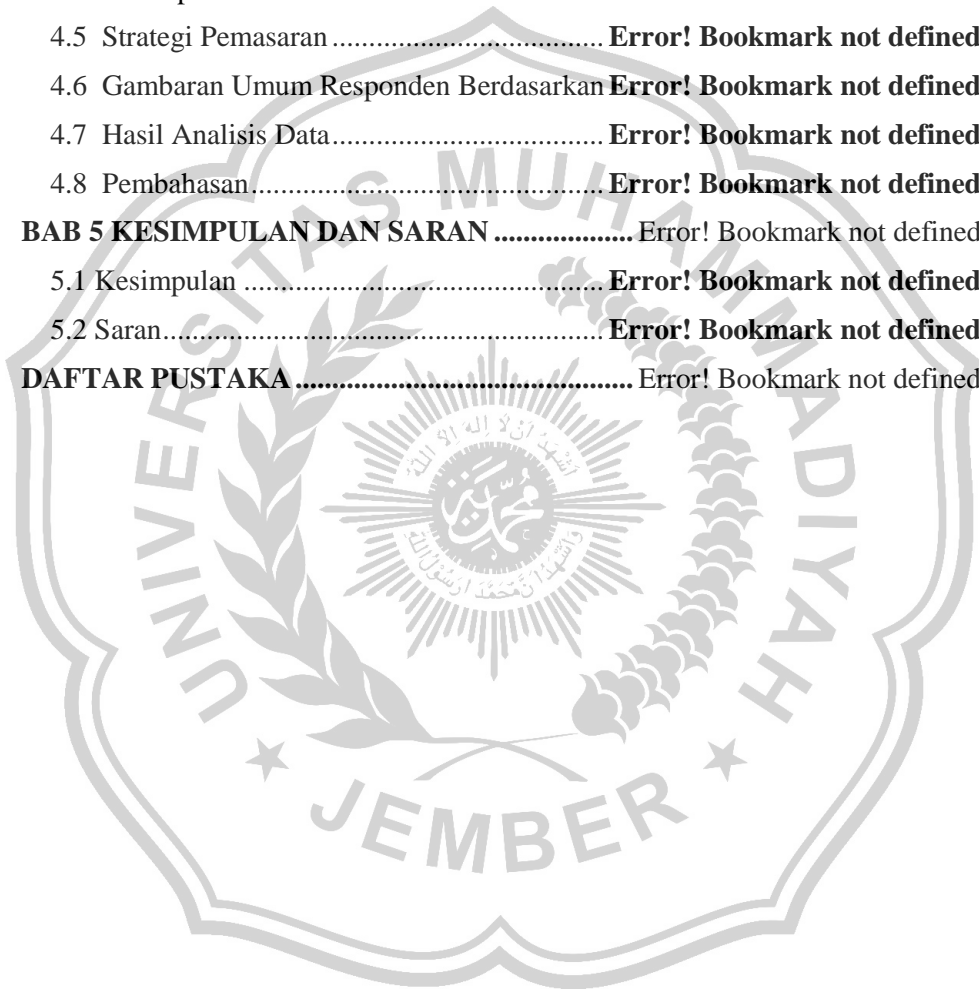 4.5 Strategi Pemasaran ..................................... Error! Bookmark not defined
4.6 Gambaran Umum Responden Berdasarkan Error! Bookmark not defined
4.7 Hasil Analisis Data ..................................... Error! Bookmark not defined
4.8 Pembahasan ................................................ Error! Bookmark not defined
BAB 5 KESIMPULAN DAN SARAN ................... Error! Bookmark not defined
5.1 Kesimpulan ................................................. Error! Bookmark not defined
5.2 Saran ............................................................ Error! Bookmark not defined
DAFTAR PUSTAKA .............................................. Error! Bookmark not defined
UNIVERSITAS MUHAMMADIYAH
JEMBER